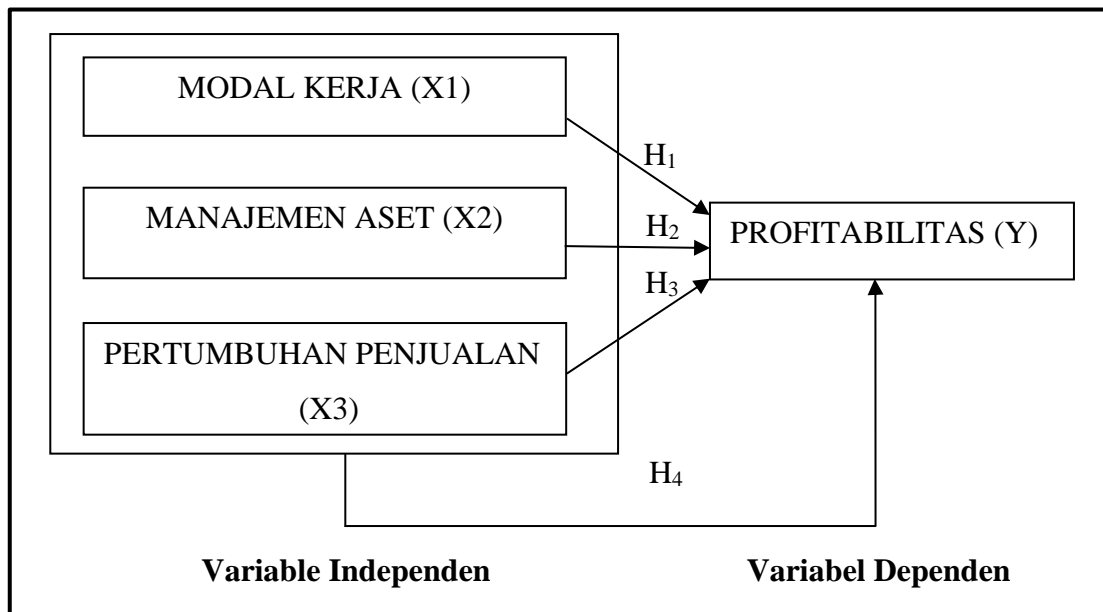 MODAL KERJA (X1)
H₁
MANAJEMEN ASET (X2)
H₂
PROFITABILITAS (Y)
H₃
PERTUMBUHAN PENJUALAN
(X3)
H₄
Variable Independen
Variabel Dependen